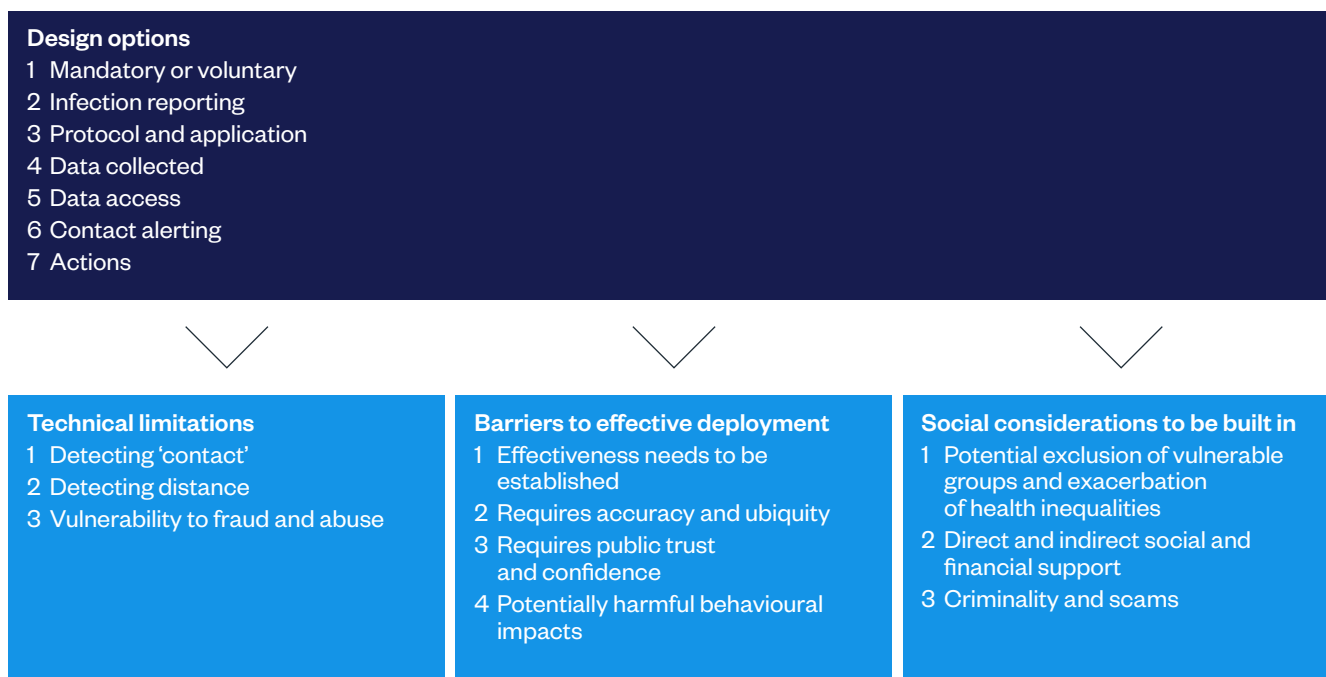 Design options
1 Mandatory or voluntary
2 Infection reporting
3 Protocol and application
4 Data collected
5 Data access
6 Contact alerting
7 Actions
Technical limitations
1 Detecting ‘contact’
2 Detecting distance
3 Vulnerability to fraud and abuse
Barriers to effective deployment
1 Effectiveness needs to be
established
2 Requires accuracy and ubiquity
3 Requires public trust
and confidence
4 Potentially harmful behavioural
impacts
Social considerations to be built in
1 Potential exclusion of vulnerable
groups and exacerbation
of health inequalities
2 Direct and indirect social and
financial support
3 Criminality and scams